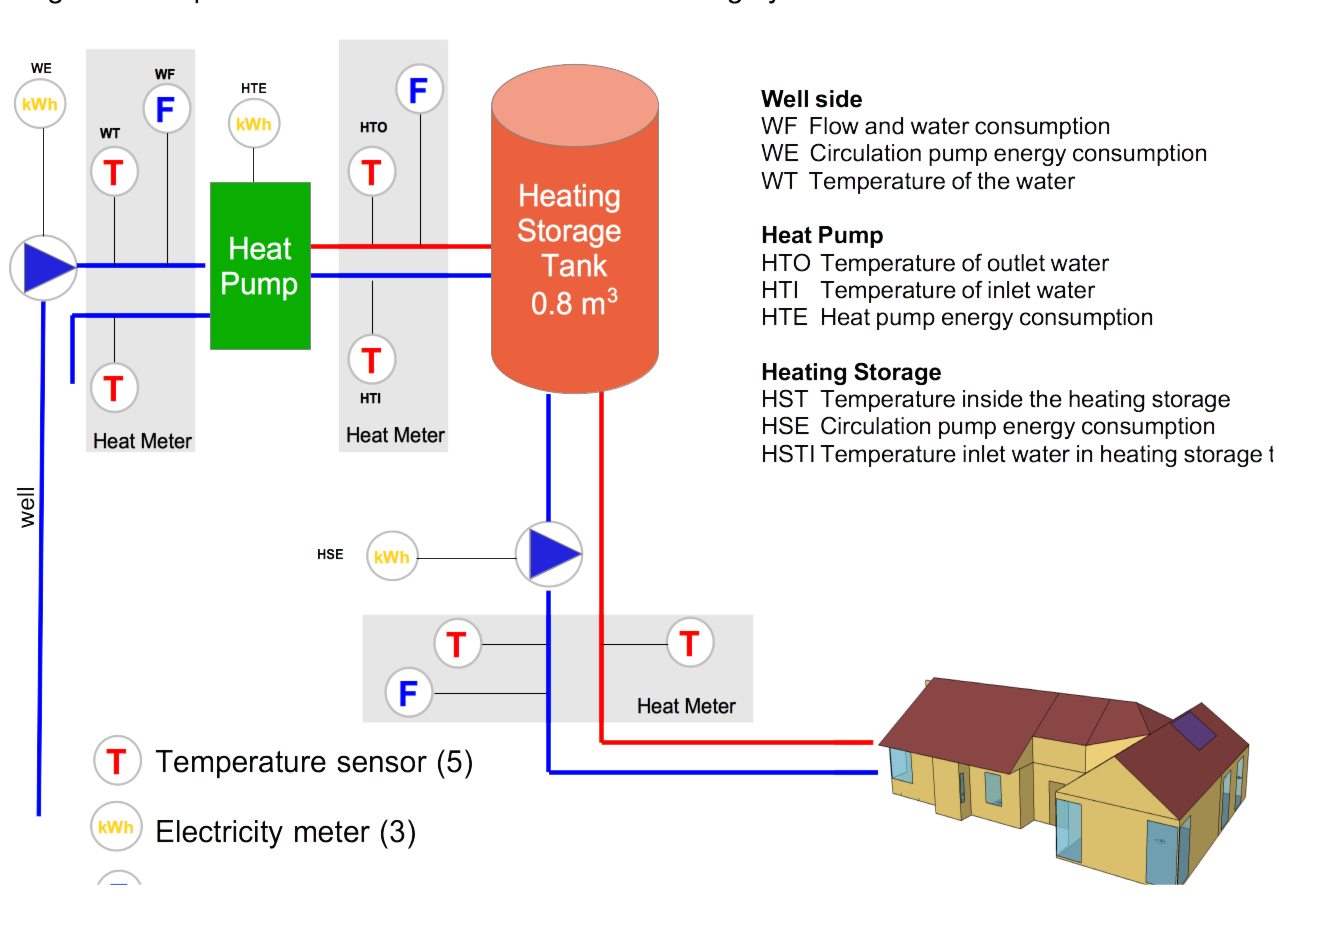 WE
kWh
WF
F
WT
T
HTE
kWh
F
HTO
T
Heating
Storage
Tank
0.8 m³
Heat
Pump
T
Heat Meter
T
HTI
Heat Meter
Well side
WF Flow and water consumption
WE Circulation pump energy consumption
WT Temperature of the water
Heat Pump
HTO Temperature of outlet water
HTI Temperature of inlet water
HTE Heat pump energy consumption
Heating Storage
HST Temperature inside the heating storage
HSE Circulation pump energy consumption
HSTI Temperature inlet water in heating storage t
well
HSE
kWh
T
T
F
Heat Meter
T Temperature sensor (5)
kWh Electricity meter (3)